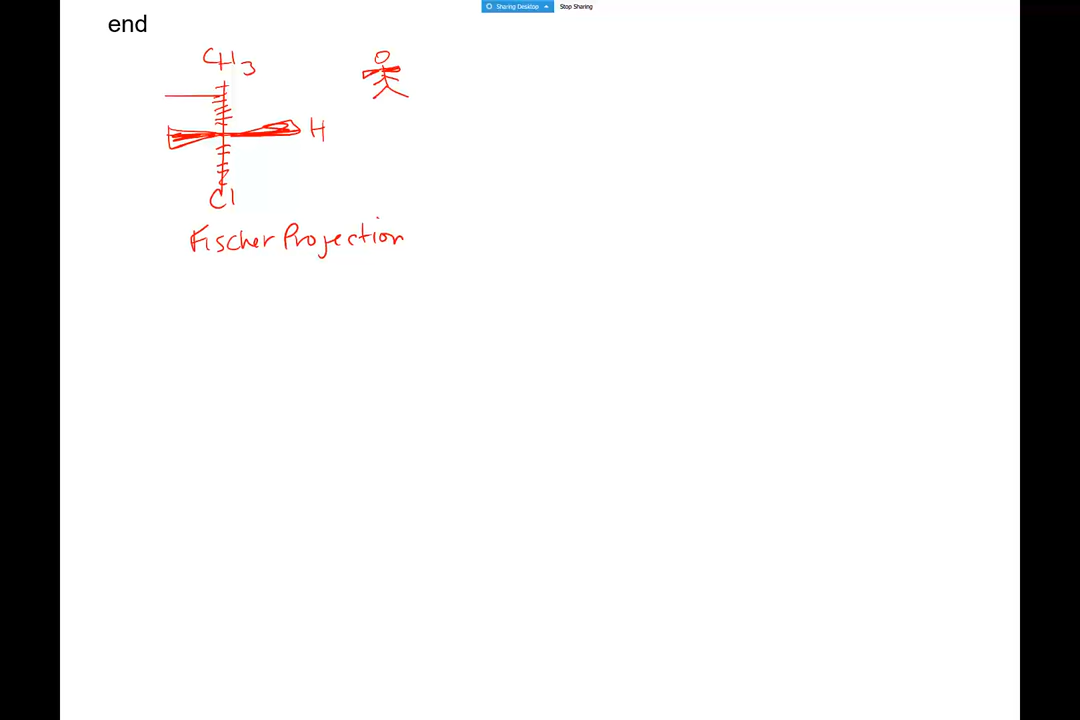 Sharing Desktop Stop Sharing
end
CH3
H
Cl
Fischer Projection